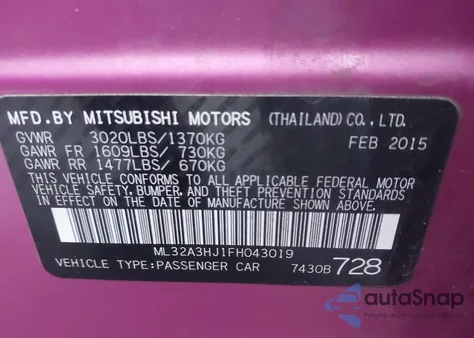 MFD.BY MITSUBISHI MOTORS (THAILAND)CO.,LTD.
GVWR 3020LBS/1370KG FEB 2015
GAWR FR 1609LBS/ 730KG
GAWR RR 1477LBS/ 670KG
THIS VEHICLE CONFORMS TO ALL APPLICABLE FEDERAL MOTOR
VEHICLE SAFETY, BUMPER, AND THEFT PREVENTION STANDARDS
IN EFFECT ON THE DATE OF MANUFACTURE SHOWN ABOVE.
ML32A3HJ1FH043019
VEHICLE TYPE:PASSENGER CAR 7430B 728
autoSnap